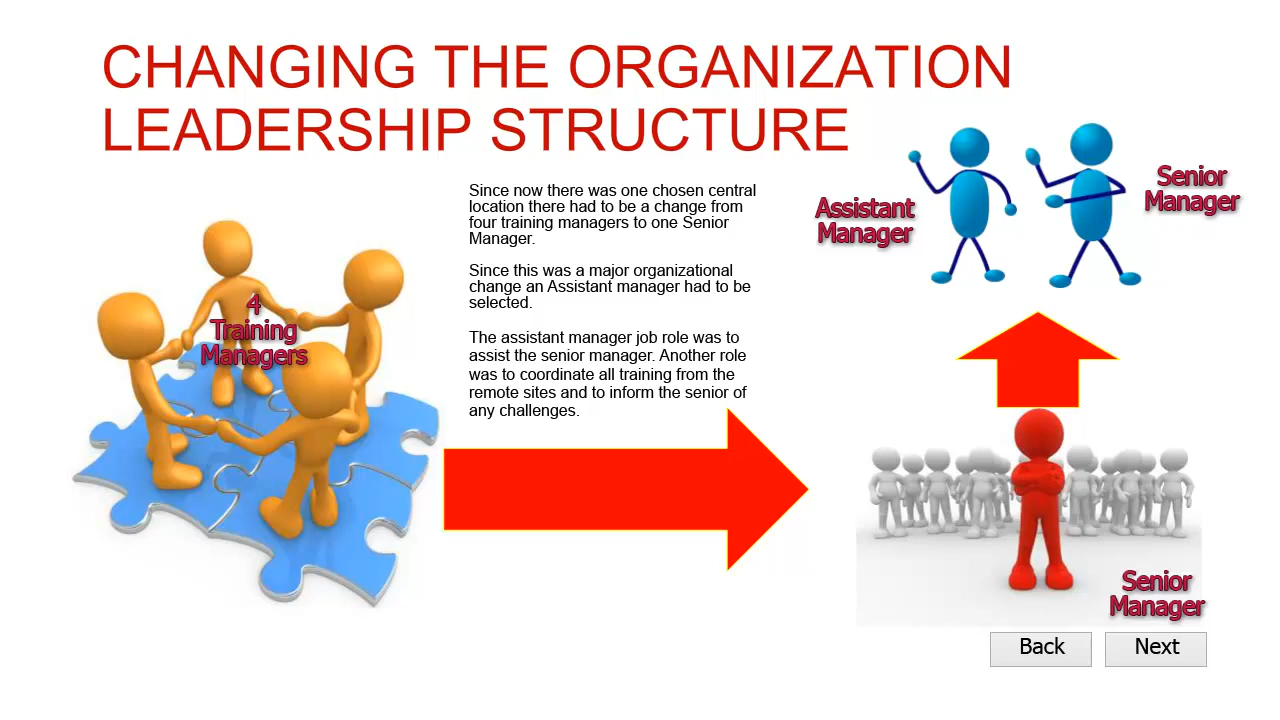 CHANGING THE ORGANIZATION
LEADERSHIP STRUCTURE
Since now there was one chosen central
location there had to be a change from
four training managers to one Senior
Manager.
Since this was a major organizational
change an Assistant manager had to be
selected.
The assistant manager job role was to
assist the senior manager. Another role
was to coordinate all training from the
remote sites and to inform the senior of
any challenges.
4
Training
Managers
Assistant
Manager
Senior
Manager
Senior
Manager
Back
Next